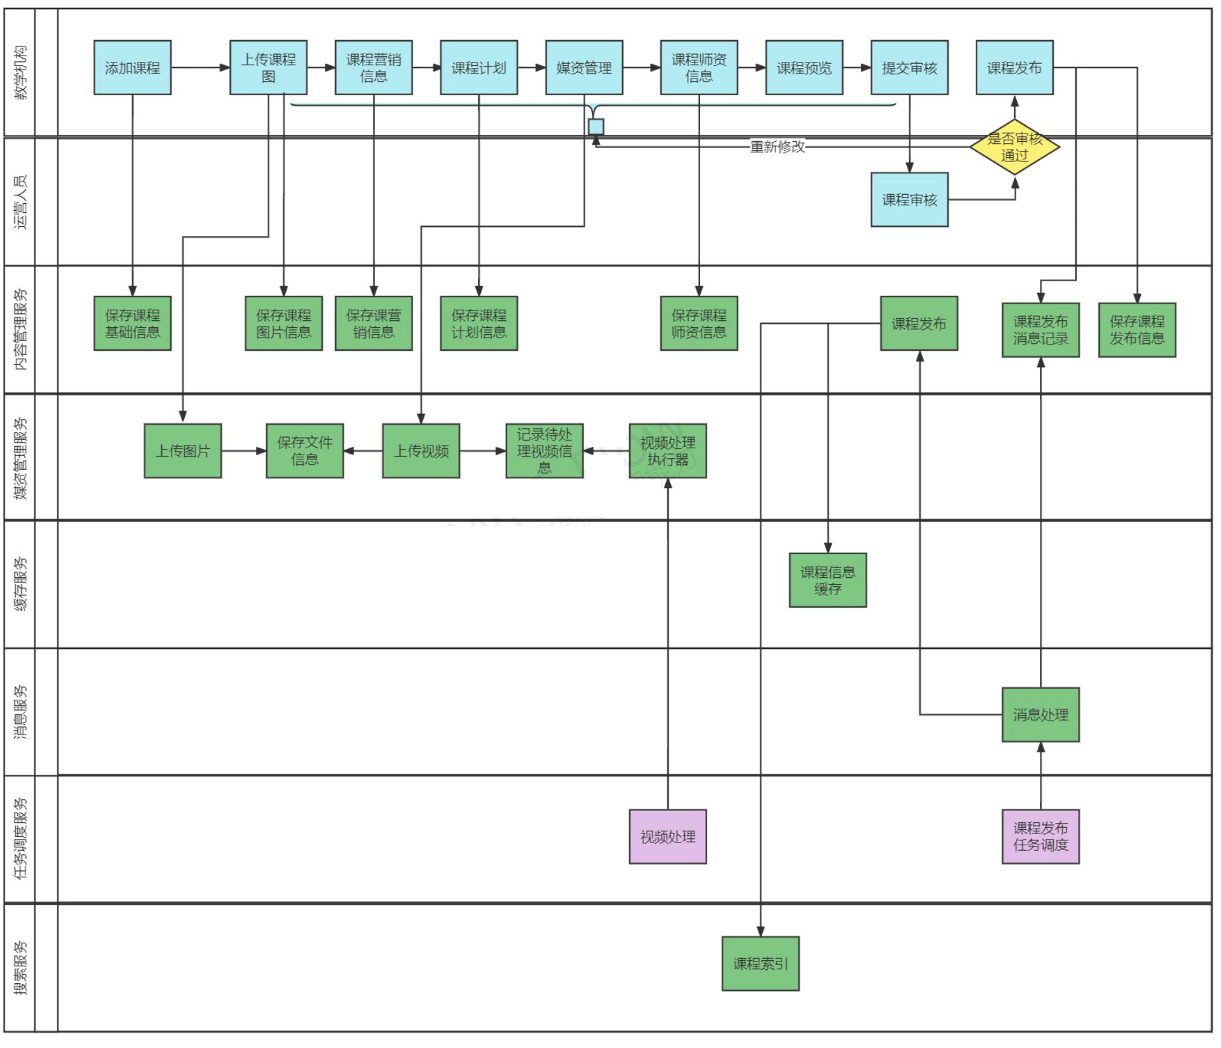 教学机构
添加课程
上传课程
图
课程营销
信息
课程计划
媒资管理
课程师资
信息
课程预览
提交审核
课程发布
重新修改
是否审核
通过
运营人员
课程审核
内容管理服务
保存课程
基础信息
保存课程
图片信息
保存课营
销信息
保存课程
计划信息
保存课程
师资信息
课程发布
课程发布
消息记录
保存课程
发布信息
媒资管理服务
上传图片
保存文件
信息
上传视频
记录待处
理视频信
息
视频处理
执行器
缓存服务
课程信息
缓存
消息服务
消息处理
任务调度服务
视频处理
课程发布
任务调度
搜索服务
课程索引